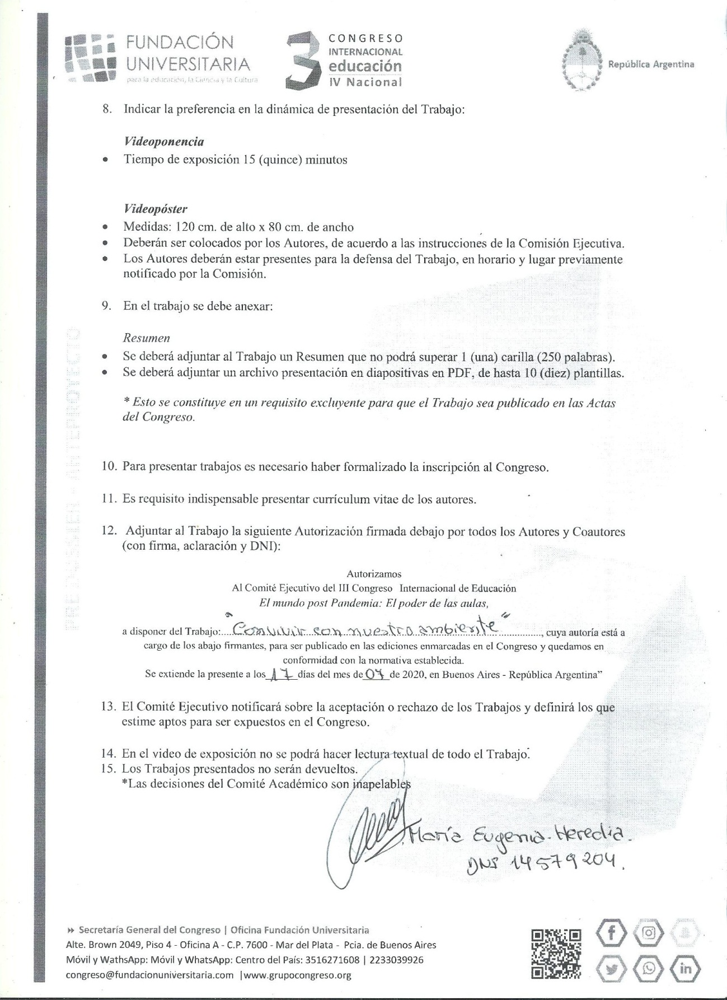 FUNDACIÓN
UNIVERSITARIA
para la educación, la Ciencia y la Cultura
3
CONGRESO
INTERNACIONAL
educación
IV Nacional
República Argentina
8. Indicar la preferencia en la dinámica de presentación del Trabajo:
Videoponencia
• Tiempo de exposición 15 (quince) minutos
Videopóster
• Medidas: 120 cm. de alto x 80 cm. de ancho
• Deberán ser colocados por los Autores, de acuerdo a las instrucciones de la Comisión Ejecutiva.
• Los Autores deberán estar presentes para la defensa del Trabajo, en horario y lugar previamente
notificado por la Comisión.
9. En el trabajo se debe anexar:
Resumen
• Se deberá adjuntar al Trabajo un Resumen que no podrá superar 1 (una) carilla (250 palabras).
• Se deberá adjuntar un archivo presentación en diapositivas en PDF, de hasta 10 (diez) plantillas.
* Esto se constituye en un requisito excluyente para que el Trabajo sea publicado en las Actas
del Congreso.
10. Para presentar trabajos es necesario haber formalizado la inscripción al Congreso.
11. Es requisito indispensable presentar currículum vitae de los autores.
12. Adjuntar al Trabajo la siguiente Autorización firmada debajo por todos los Autores y Coautores
(con firma, aclaración y DNI):
Autorizamos
Al Comité Ejecutivo del III Congreso Internacional de Educación
El mundo post Pandemia: El poder de las aulas,
a disponer del Trabajo:...."Convivir con nuestro ambiente"................, cuya autoría está a
cargo de los abajo firmantes, para ser publicado en las ediciones enmarcadas en el Congreso y quedamos en
conformidad con la normativa establecida.
Se extiende la presente a los 17 días del mes de 07 de 2020, en Buenos Aires - República Argentina”
13. El Comité Ejecutivo notificará sobre la aceptación o rechazo de los Trabajos y definirá los que
estime aptos para ser expuestos en el Congreso.
14. En el video de exposición no se podrá hacer lectura textual de todo el Trabajo.
15. Los Trabajos presentados no serán devueltos.
*Las decisiones del Comité Académico son inapelables
María Eugenia Heredia.
DNI 14579204.
» Secretaría General del Congreso | Oficina Fundación Universitaria
Alte. Brown 2049, Piso 4 - Oficina A - C.P. 7600 - Mar del Plata - Pcia. de Buenos Aires
Móvil y WathsApp: Móvil y WhatsApp: Centro del País: 3516271608 | 2233039926
congreso@fundacionuniversitaria.com |www.grupocongreso.org